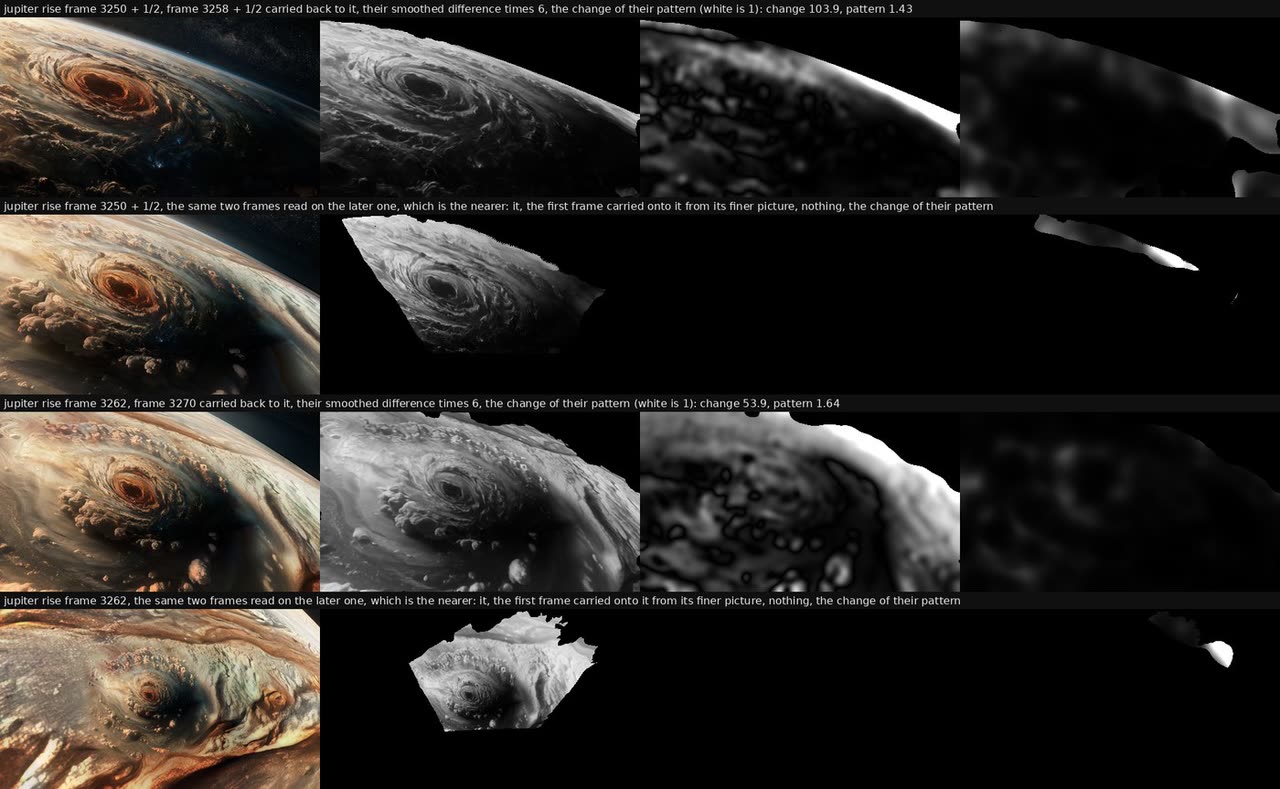 jupiter rise frame 3250 + 1/2, frame 3258 + 1/2 carried back to it, their smoothed difference times 6, the change of their pattern (white is 1): change 103.9, pattern 1.43
jupiter rise frame 3250 + 1/2, the same two frames read on the later one, which is the nearer: it, the first frame carried onto it from its finer picture, nothing, the change of their pattern
jupiter rise frame 3262, frame 3270 carried back to it, their smoothed difference times 6, the change of their pattern (white is 1): change 53.9, pattern 1.64
jupiter rise frame 3262, the same two frames read on the later one, which is the nearer: it, the first frame carried onto it from its finer picture, nothing, the change of their pattern